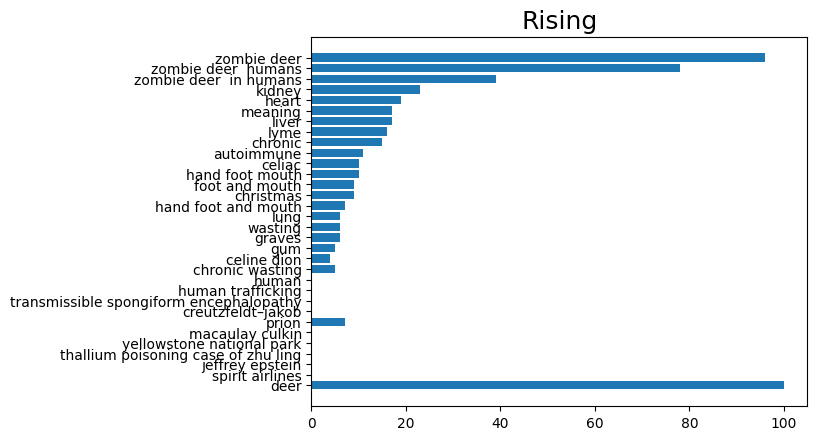 Rising
zombie deer
zombie deer  humans
zombie deer  in humans
kidney
heart
meaning
liver
lyme
chronic
autoimmune
celiac
hand foot mouth
foot and mouth
christmas
hand foot and mouth
lung
wasting
graves
gum
celine dion
chronic wasting
human
human trafficking
transmissible spongiform encephalopathy
creutzfeldt–jakob
prion
macaulay culkin
yellowstone national park
thallium poisoning case of zhu ling
jeffrey epstein
spirit airlines
deer
0 20 40 60 80 100